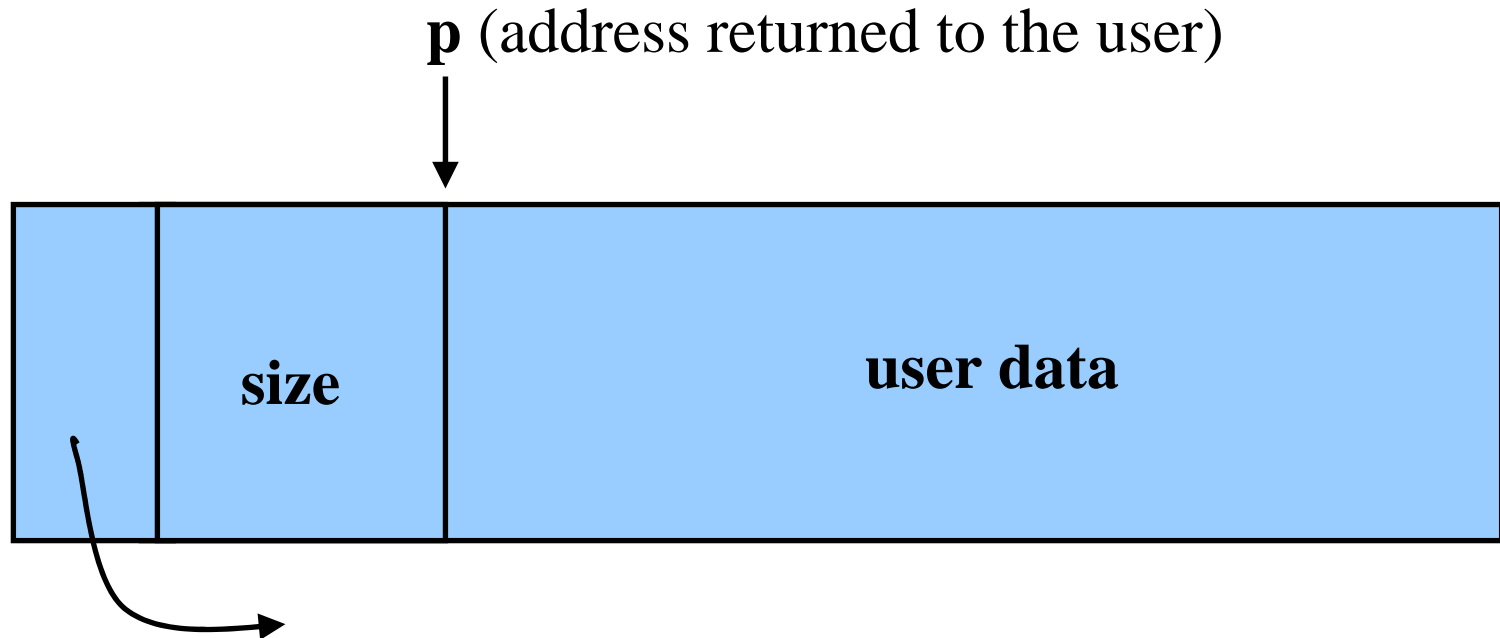 p (address returned to the user)
size
user data